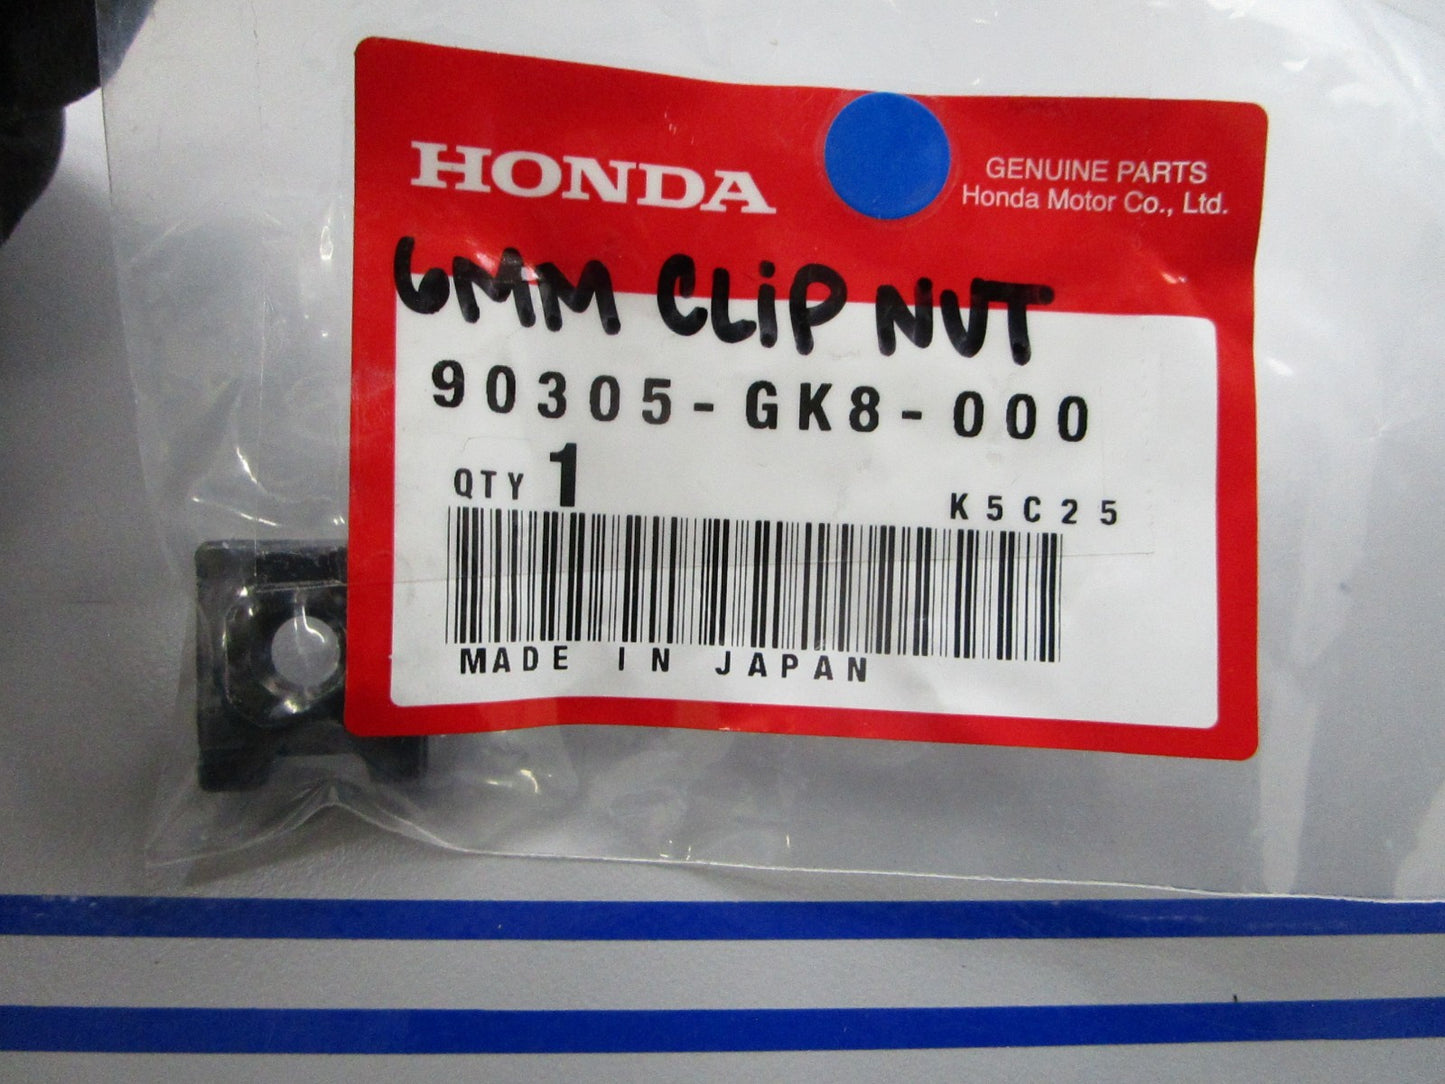 HONDA
GENUINE PARTS
Honda Motor Co., Ltd.
6MM CLIP NUT
90305-GK8-000
QTY 1
K5C25
MADE IN JAPAN